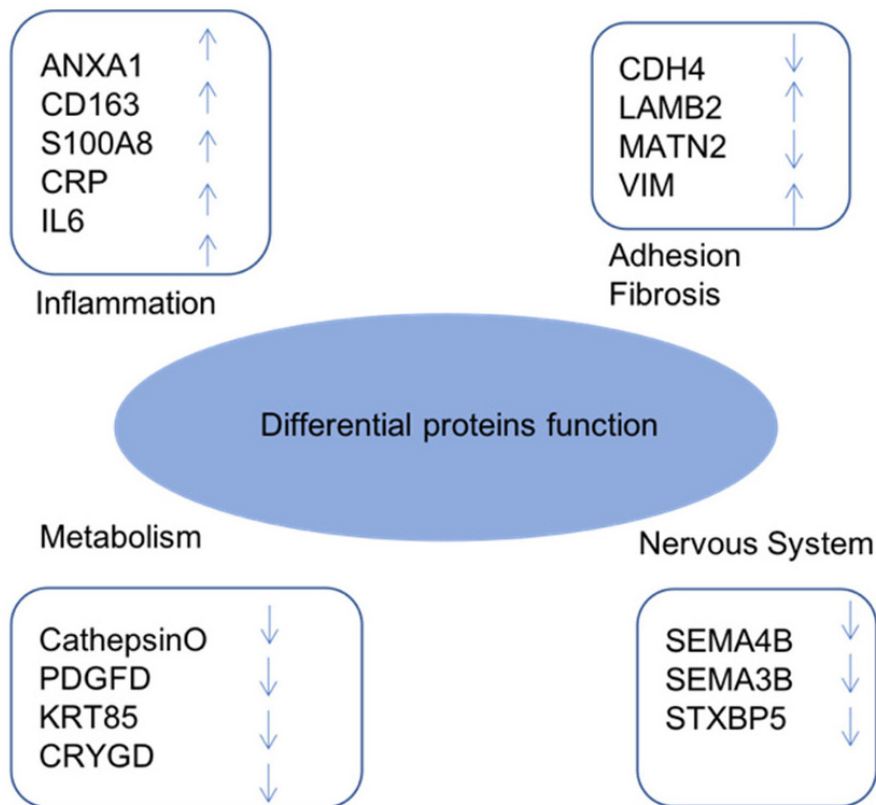 ANXA1
CD163
S100A8
CRP
IL6
Inflammation
CDH4
LAMB2
MATN2
VIM
Adhesion
Fibrosis
Differential proteins function
Metabolism
CathepsinO
PDGFD
KRT85
CRYGD
Nervous System
SEMA4B
SEMA3B
STXBP5